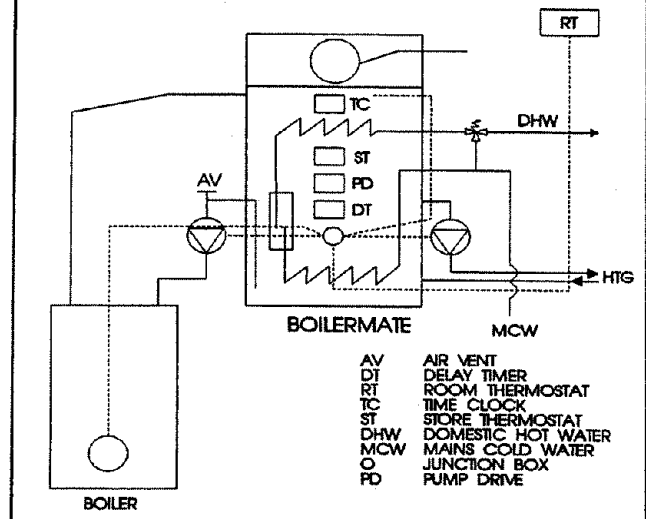 RT
TC
DHW
ST
AV
PD
DT
HTG
BOILERMATE
MCW
AV AIR VENT
DT DELAY TIMER
RT ROOM THERMOSTAT
TC TIME CLOCK
ST STORE THERMOSTAT
DHW DOMESTIC HOT WATER
MCW MAINS COLD WATER
O JUNCTION BOX
PD PUMP DRIVE
BOILER